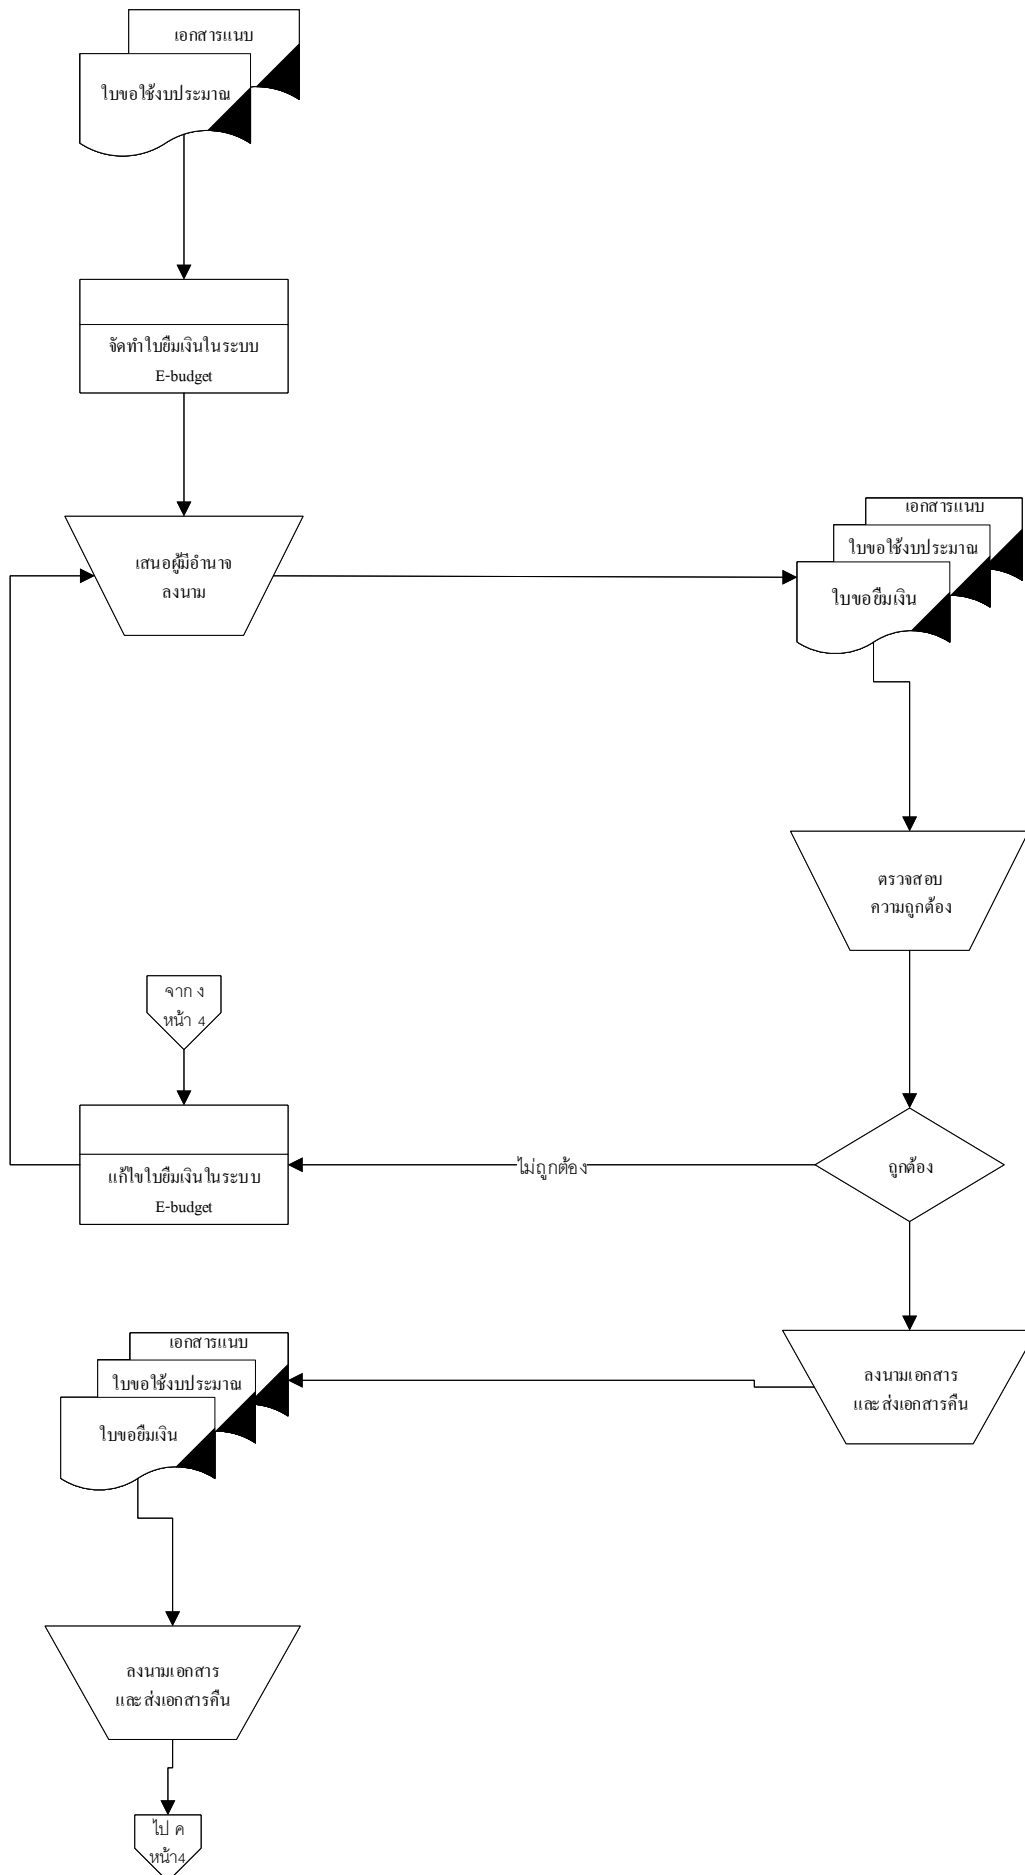 เอกสารแนบ
ใบขอใช้งบประมาณ
จัดทำใบยืมเงินในระบบ
E-budget
เสนอผู้มีอำนาจ
ลงนาม
เอกสารแนบ
ใบขอใช้งบประมาณ
ใบขอยืมเงิน
ตรวจสอบ
ความถูกต้อง
จาก ง
หน้า 4
แก้ไขใบยืมเงินในระบบ
E-budget
ไม่ถูกต้อง
ถูกต้อง
เอกสารแนบ
ใบขอใช้งบประมาณ
ใบขอยืมเงิน
ลงนามเอกสาร
และส่งเอกสารคืน
ลงนามเอกสาร
และส่งเอกสารคืน
ไป ค
หน้า4